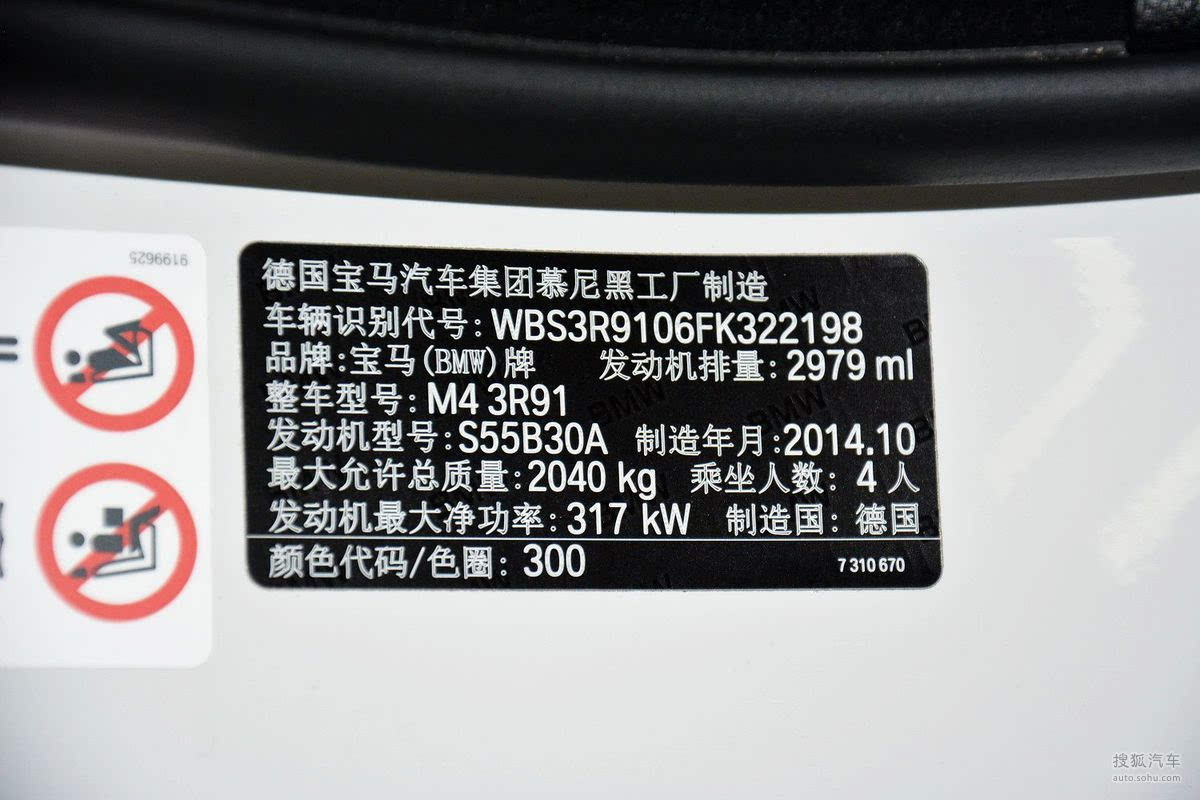 9199625
德国宝马汽车集团慕尼黑工厂制造
车辆识别代号:WBS3R9106FK322198
品牌:宝马(BMW)牌 发动机排量:2979 ml
整车型号:M4 3R91
发动机型号:S55B30A 制造年月:2014.10
最大允许总质量:2040 kg 乘坐人数: 4 人
发动机最大净功率:317 kW 制造国: 德国
颜色代码/色圈: 300 7 310 670
搜狐汽车
auto.sohu.com